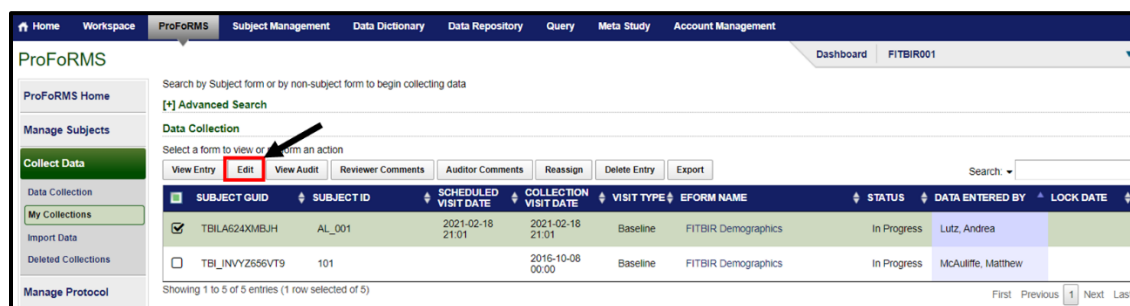 Home Workspace ProFoRMS Subject Management Data Dictionary Data Repository Query Meta Study Account Management
ProFoRMS
Dashboard FITBIR001
ProFoRMS Home
Manage Subjects
Collect Data
Data Collection
My Collections
Import Data
Deleted Collections
Manage Protocol
Search by Subject form or by non-subject form to begin collecting data
[+] Advanced Search
Data Collection
Select a form to view or an action
View Entry Edit View Audit Reviewer Comments Auditor Comments Reassign Delete Entry Export Search:
SUBJECT GUID SUBJECT ID SCHEDULED VISIT DATE COLLECTION VISIT DATE VISIT TYPE EFORM NAME STATUS DATA ENTERED BY LOCK DATE
TBILA624XMBJH AL_001 2021-02-18 21:01 2021-02-18 21:01 Baseline FITBIR Demographics In Progress Lutz, Andrea
TBI_INVYZ656VT9 101 2016-10-08 00:00 Baseline FITBIR Demographics In Progress McAuliffe, Matthew
Showing 1 to 5 of 5 entries (1 row selected of 5)
First Previous 1 Next Last